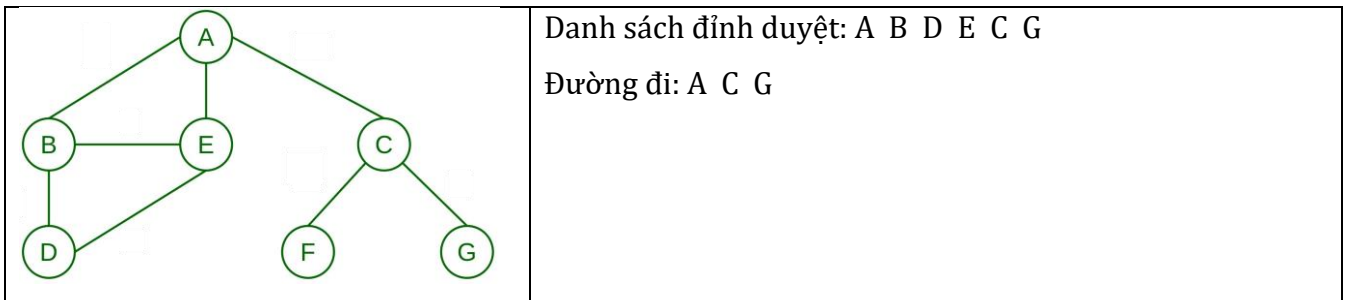 A
B
E
C
D
F
G
Danh sách đỉnh duyệt: A B D E C G
Đường đi: A C G